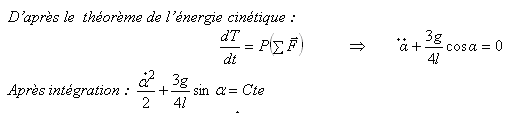 D'après le théorème de l'énergie cinétique :
dT/dt = P(∑F⃗) ⇒ α̈ + 3g/4l cos α = 0
Après intégration : α̇²/2 + 3g/4l sin α = Cte